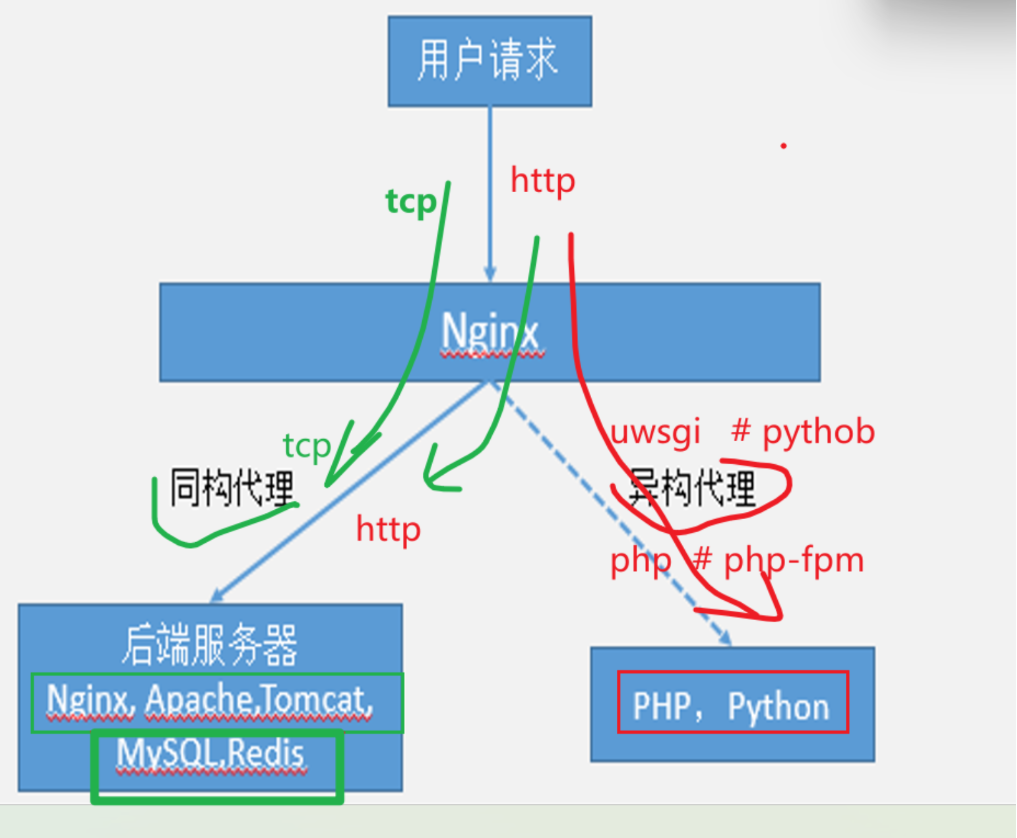 用户请求
tcp
http
Nginx
uwsgi # pythob
tcp
同构代理
异构代理
http
php # php-fpm
后端服务器
Nginx, Apache,Tomcat,
MySQL,Redis
PHP，Python